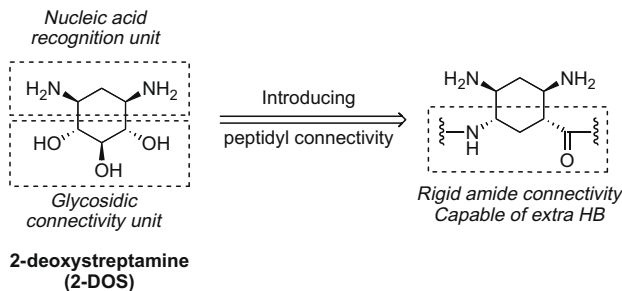 Nucleic acid
recognition unit
H₂N NH₂
HO OH
OH
Glycosidic
connectivity unit
2-deoxystreptamine
(2-DOS)
Introducing
peptidyl connectivity
H₂N NH₂
N
H
O
Rigid amide connectivity
Capable of extra HB